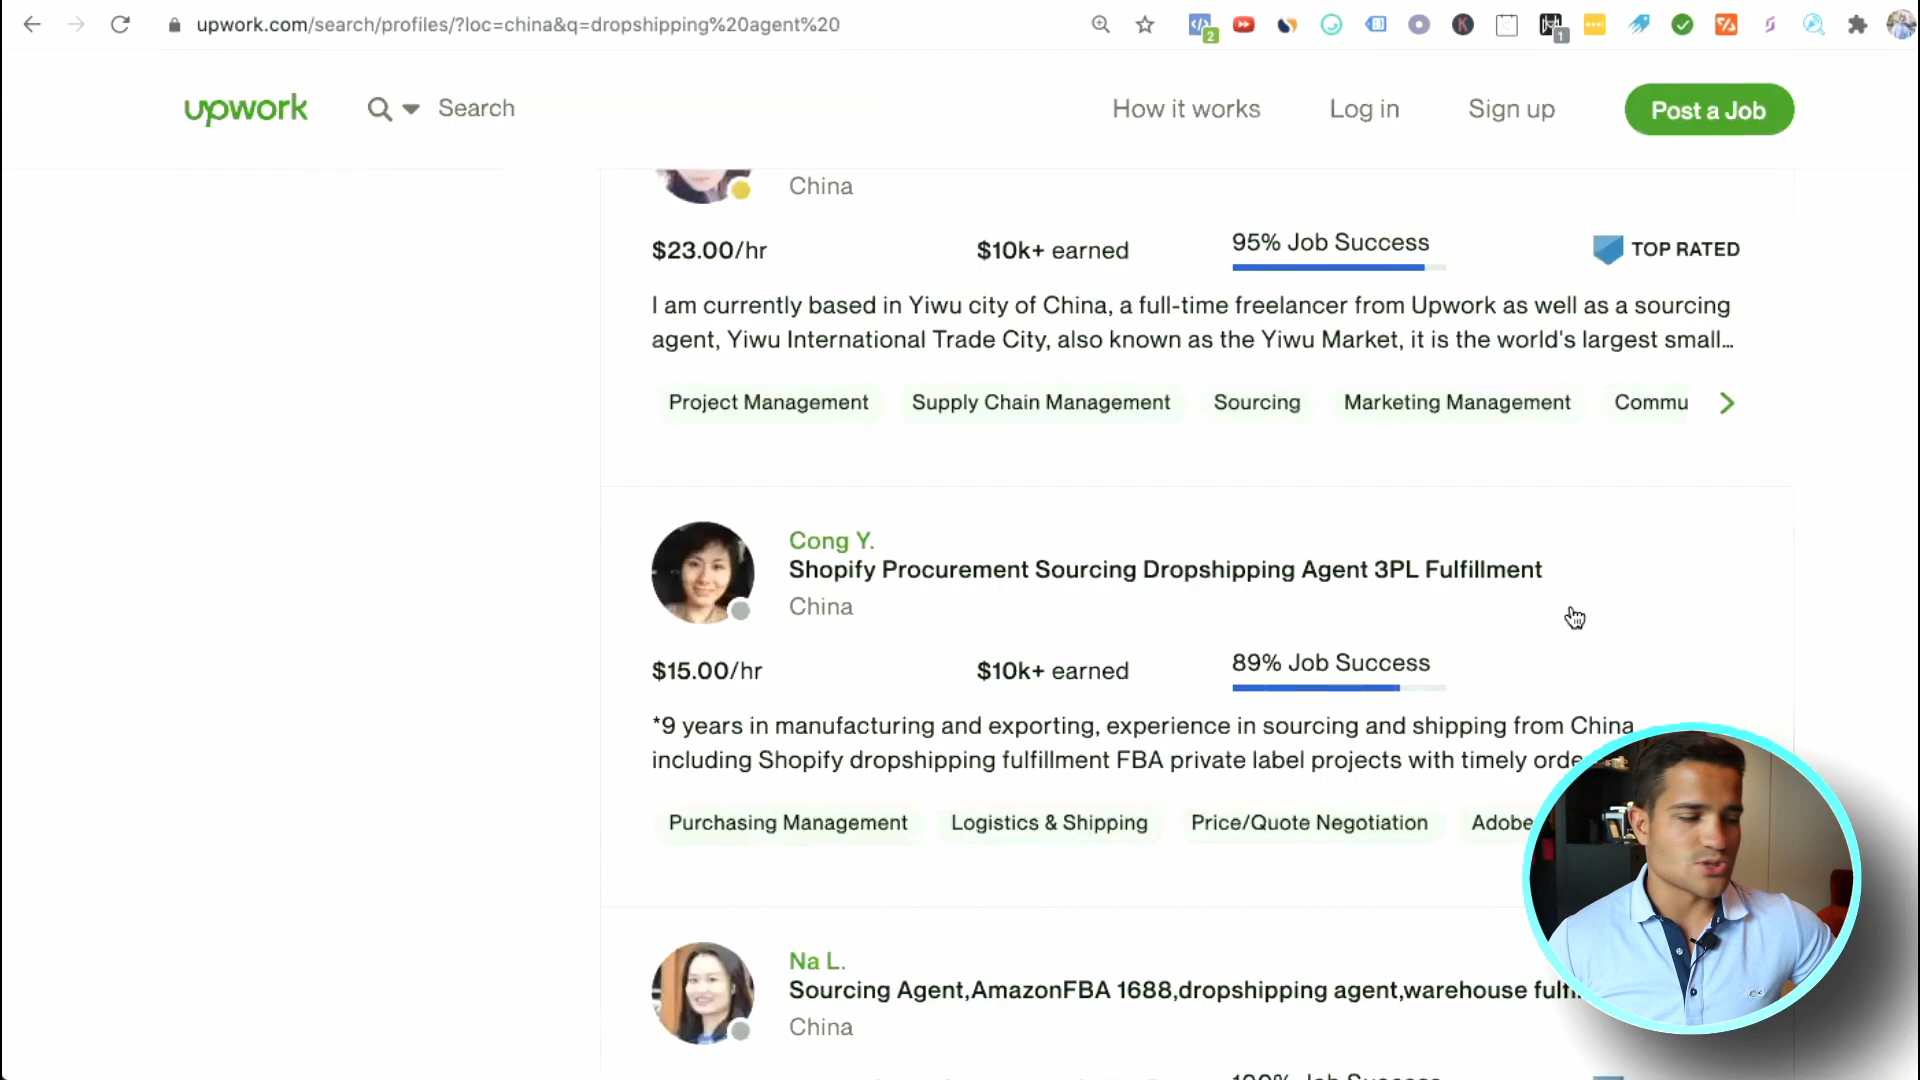 upwork.com/search/profiles/?loc=china&q=dropshipping%20agent%20
2
1
upwork
Search
How it works
Log in
Sign up
Post a Job
China
$23.00/hr
$10k+ earned
95% Job Success
TOP RATED
I am currently based in Yiwu city of China, a full-time freelancer from Upwork as well as a sourcing
agent, Yiwu International Trade City, also known as the Yiwu Market, it is the world's largest small...
Project Management
Supply Chain Management
Sourcing
Marketing Management
Commu
Cong Y.
Shopify Procurement Sourcing Dropshipping Agent 3PL Fulfillment
China
$15.00/hr
$10k+ earned
89% Job Success
*9 years in manufacturing and exporting, experience in sourcing and shipping from China
including Shopify dropshipping fulfillment FBA private label projects with timely orde
Purchasing Management
Logistics & Shipping
Price/Quote Negotiation
Adobe
Na L.
Sourcing Agent,AmazonFBA 1688,dropshipping agent,warehouse
China
100% Job Success